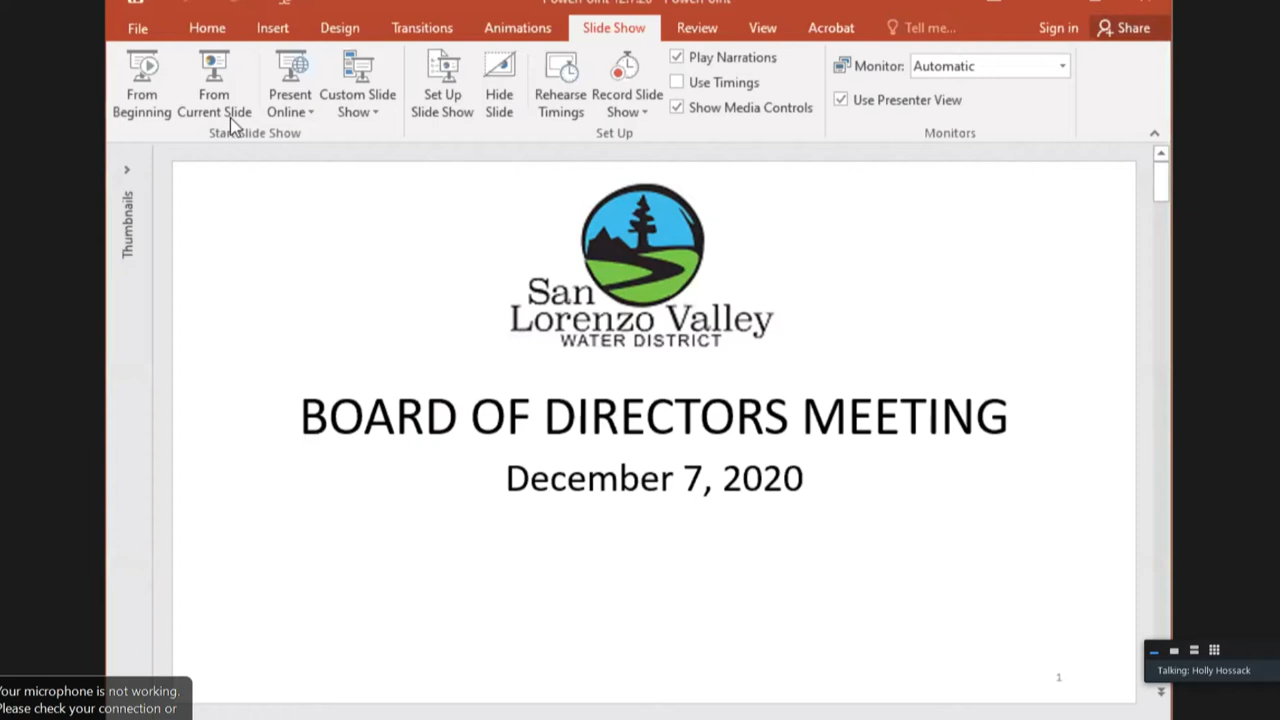 File Home Insert Design Transitions Animations Slide Show Review View Acrobat Tell me... Sign in Share
From Beginning
From Current Slide
Present Online
Custom Slide Show
Set Up Slide Show
Hide Slide
Rehearse Timings
Record Slide Show
Play Narrations
Use Timings
Show Media Controls
Monitor: Automatic
Use Presenter View
Start Slide Show
Set Up
Monitors
Thumbnails
San
Lorenzo Valley
WATER DISTRICT
BOARD OF DIRECTORS MEETING
December 7, 2020
1
Talking: Holly Hossack
Your microphone is not working.
Please check your connection or